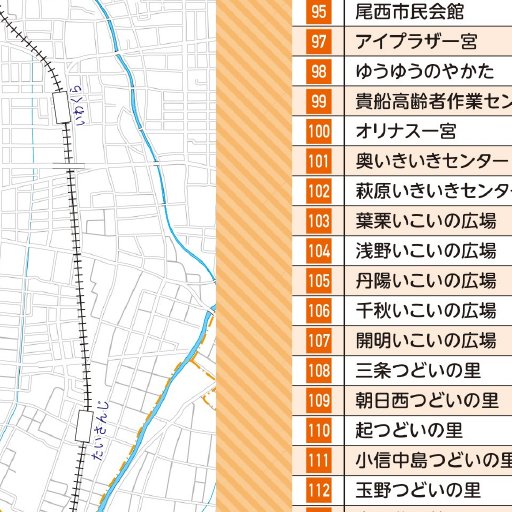 いわくら
たいさんじ
95 尾西市民会館
97 アイプラザ一宮
98 ゆうゆうのやかた
99 貴船高齢者作業セン
100 オリナス一宮
101 奥いきいきセンター
102 萩原いきいきセンタ
103 葉栗いこいの広場
104 浅野いこいの広場
105 丹陽いこいの広場
106 千秋いこいの広場
107 開明いこいの広場
108 三条つどいの里
109 朝日西つどいの里
110 起つどいの里
111 小信中島つどいの里
112 玉野つどいの里